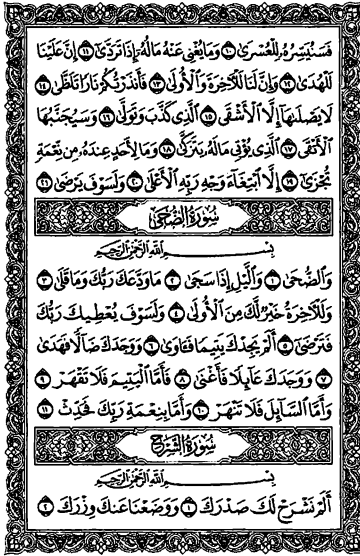 فَسَنُيَسِّرُهُۥ لِلْعُسْرَىٰ ۝١٠ وَمَا يُغْنِى عَنْهُ مَالُهُۥٓ إِذَا تَرَدَّىٰٓ ۝١١ إِنَّ عَلَيْنَا
لَلْهُدَىٰ ۝١٢ وَإِنَّ لَنَا لَلْـَٔاخِرَةَ وَٱلْأُولَىٰ ۝١٣ فَأَنذَرْتُكُمْ نَارًا تَلَظَّىٰ ۝١٤
لَا يَصْلَىٰهَآ إِلَّا ٱلْأَشْقَى ۝١٥ ٱلَّذِى كَذَّبَ وَتَوَلَّىٰ ۝١٦ وَسَيُجَنَّبُهَا
ٱلْأَتْقَى ۝١٧ ٱلَّذِى يُؤْتِى مَالَهُۥ يَتَزَكَّىٰ ۝١٨ وَمَا لِأَحَدٍ عِندَهُۥ مِن نِّعْمَةٍ
تُجْزَىٰٓ ۝١٩ إِلَّا ٱبْتِغَآءَ وَجْهِ رَبِّهِ ٱلْأَعْلَىٰ ۝٢٠ وَلَسَوْفَ يَرْضَىٰ ۝٢١
سُورَةُ الضُّحَىٰ
بِسْمِ ٱللَّهِ ٱلرَّحْمَٰنِ ٱلرَّحِيمِ
وَٱلضُّحَىٰ ۝١ وَٱلَّيْلِ إِذَا سَجَىٰ ۝٢ مَا وَدَّعَكَ رَبُّكَ وَمَا قَلَىٰ ۝٣
وَلَلْـَٔاخِرَةُ خَيْرٌ لَّكَ مِنَ ٱلْأُولَىٰ ۝٤ وَلَسَوْفَ يُعْطِيكَ رَبُّكَ
فَتَرْضَىٰٓ ۝٥ أَلَمْ يَجِدْكَ يَتِيمًا فَـَٔاوَىٰ ۝٦ وَوَجَدَكَ ضَآلًّا فَهَدَىٰ
۝٧ وَوَجَدَكَ عَآئِلًا فَأَغْنَىٰ ۝٨ فَأَمَّا ٱلْيَتِيمَ فَلَا تَقْهَرْ ۝٩
وَأَمَّا ٱلسَّآئِلَ فَلَا تَنْهَرْ ۝١٠ وَأَمَّا بِنِعْمَةِ رَبِّكَ فَحَدِّثْ ۝١١
سُورَةُ الشَّرْحِ
بِسْمِ ٱللَّهِ ٱلرَّحْمَٰنِ ٱلرَّحِيمِ
أَلَمْ نَشْرَحْ لَكَ صَدْرَكَ ۝١ وَوَضَعْنَا عَنكَ وِزْرَكَ ۝٢